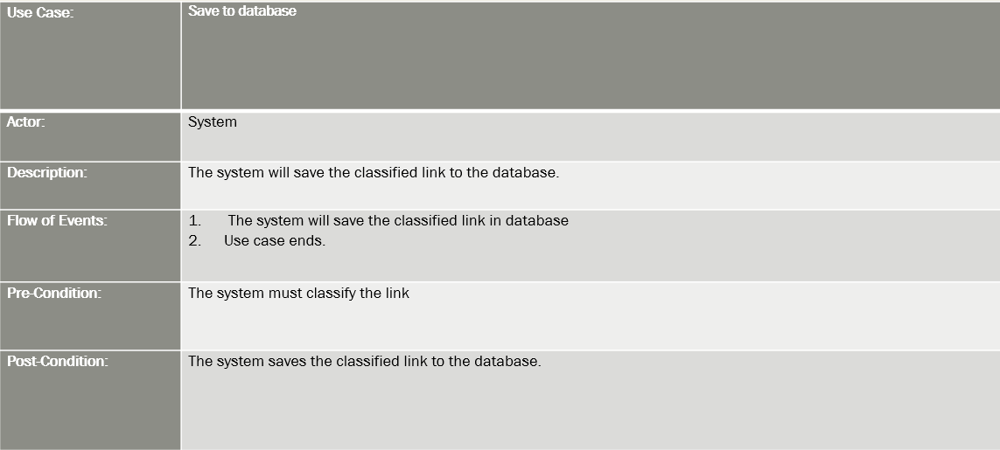 Use Case: Save to database
Actor: System
Description: The system will save the classified link to the database.
Flow of Events: 1. The system will save the classified link in database
2. Use case ends.
Pre-Condition: The system must classify the link
Post-Condition: The system saves the classified link to the database.